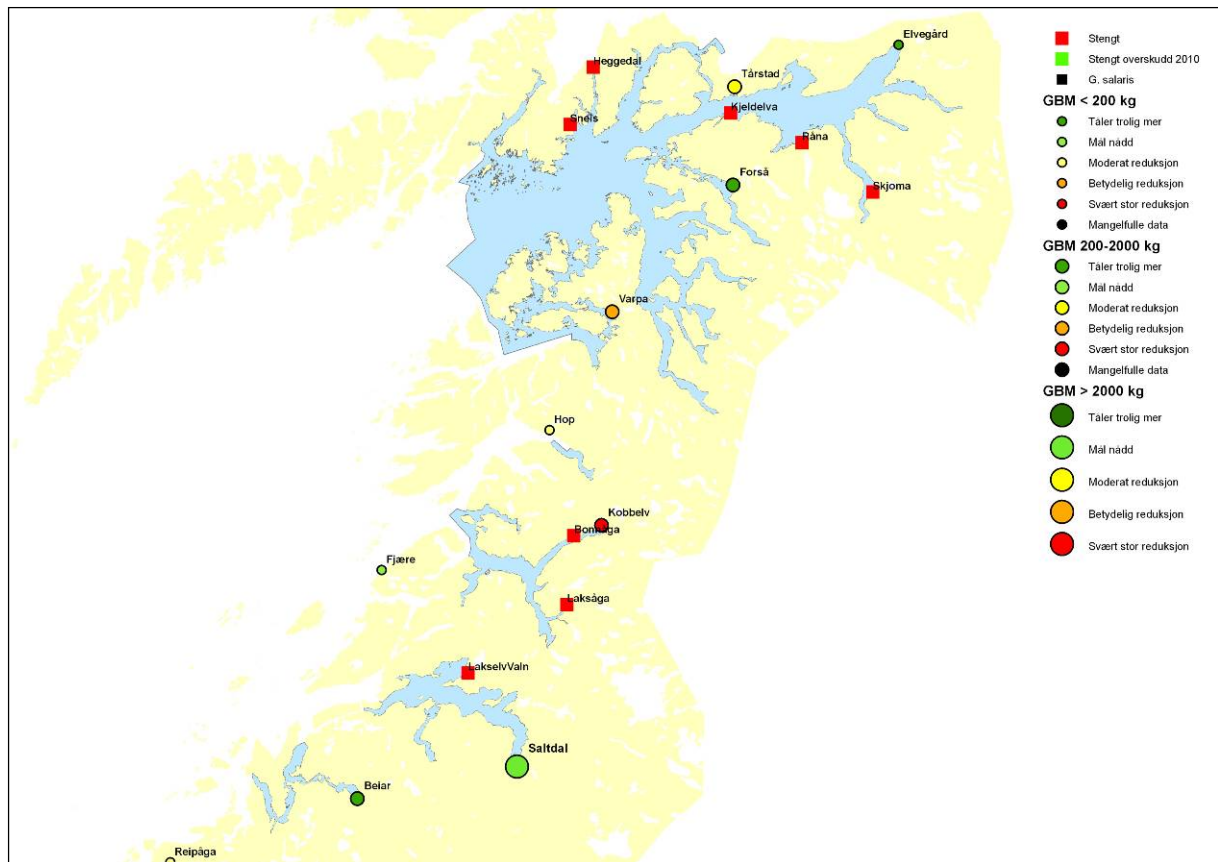 Elvegård
Heggedal
Tårstad
Kjeldelva
Snels
Råna
Forså
Skjoma
Varpa
Hop
Kobbelv
Bonnåga
Fjære
Laksåga
LakselvValn
Saltdal
Beiar
Reipåga
Stengt
Stengt overskudd 2010
G. salaris
GBM < 200 kg
Tåler trolig mer
Mål nådd
Moderat reduksjon
Betydelig reduksjon
Svært stor reduksjon
Mangelfulle data
GBM 200-2000 kg
Tåler trolig mer
Mål nådd
Moderat reduksjon
Betydelig reduksjon
Svært stor reduksjon
Mangelfulle data
GBM > 2000 kg
Tåler trolig mer
Mål nådd
Moderat reduksjon
Betydelig reduksjon
Svært stor reduksjon